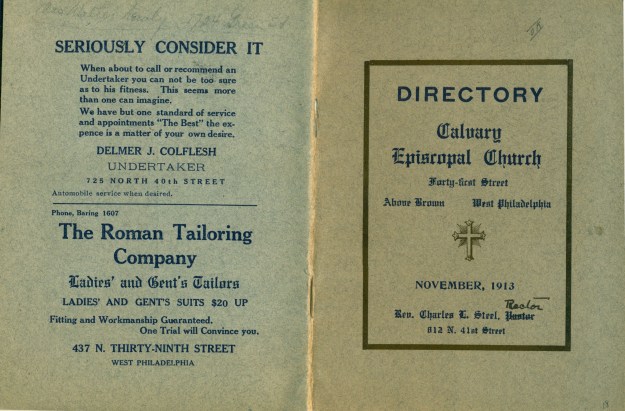 SERIOUSLY CONSIDER IT
When about to call or recommend an
Undertaker you can not be too sure
as to his fitness. This seems more
than one can imagine.
We have but one standard of service
and appointments "The Best" the ex-
pence is a matter of your own desire.
DELMER J. COLFLESH
UNDERTAKER
725 NORTH 40th STREET
Automobile service when desired.
Phone, Baring 1607
The Roman Tailoring
Company
Ladies' and Gent's Tailors
LADIES' AND GENT'S SUITS $20 UP
Fitting and Workmanship Guaranteed.
One Trial will Convince you.
437 N. THIRTY-NINTH STREET
WEST PHILADELPHIA
DIRECTORY
Calvary
Episcopal Church
Forty-first Street
Above Brown West Philadelphia
NOVEMBER, 1913
Rector
Rev. Charles L. Steel, Pastor
812 N. 41st Street